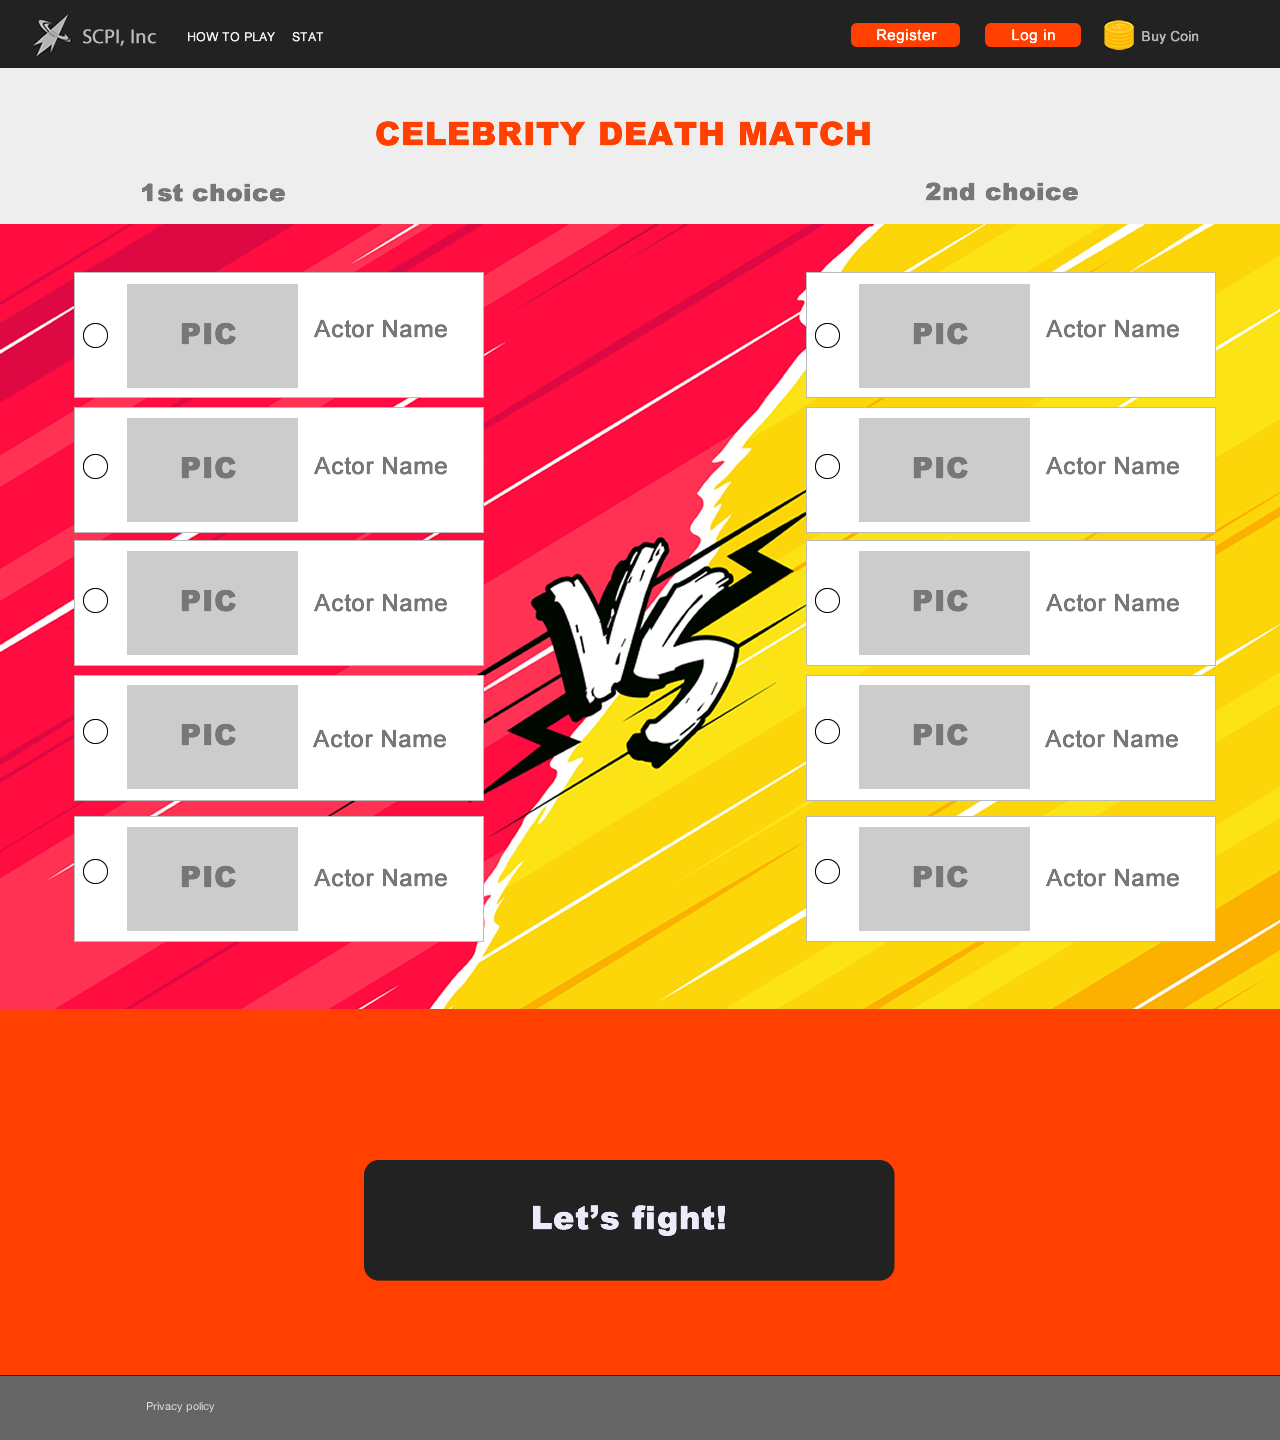 SCPI, Inc
HOW TO PLAY
STAT
Register
Log in
Buy Coin
CELEBRITY DEATH MATCH
1st choice
2nd choice
PIC
Actor Name
PIC
Actor Name
PIC
Actor Name
PIC
Actor Name
PIC
Actor Name
VS
PIC
Actor Name
PIC
Actor Name
PIC
Actor Name
PIC
Actor Name
PIC
Actor Name
Let’s fight!
Privacy policy